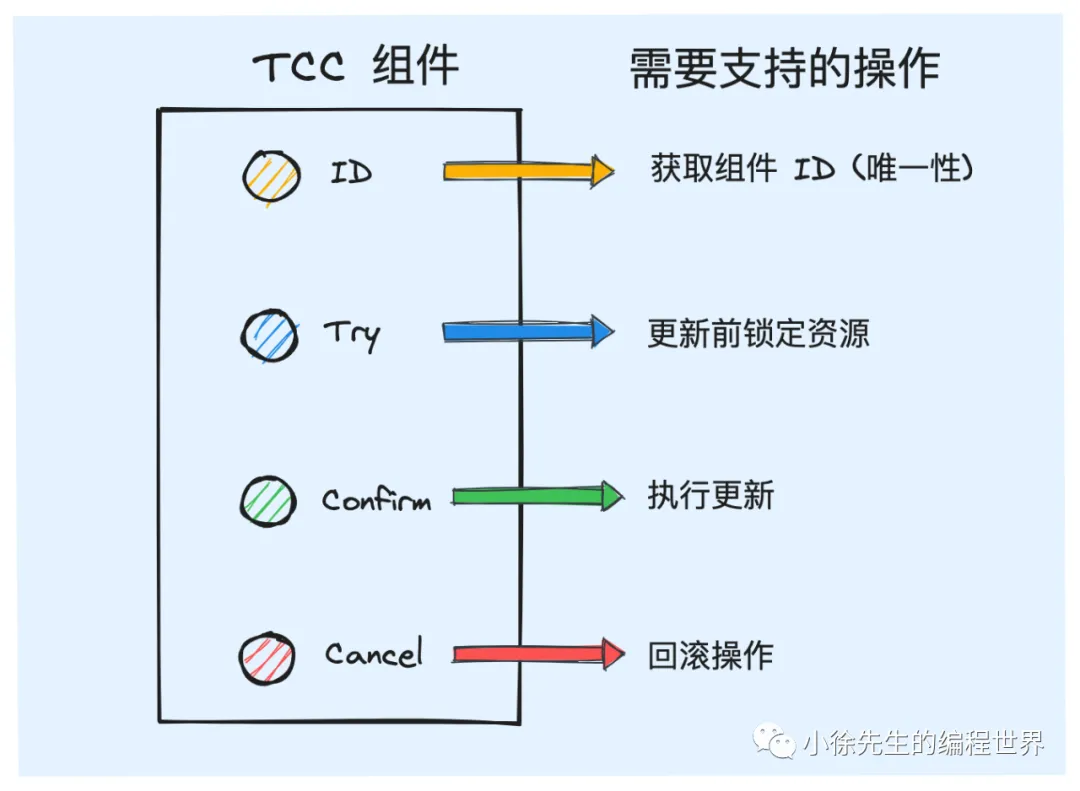 TCC 组件 需要支持的操作
ID 获取组件 ID（唯一性）
Try 更新前锁定资源
Confirm 执行更新
Cancel 回滚操作
小徐先生的编程世界